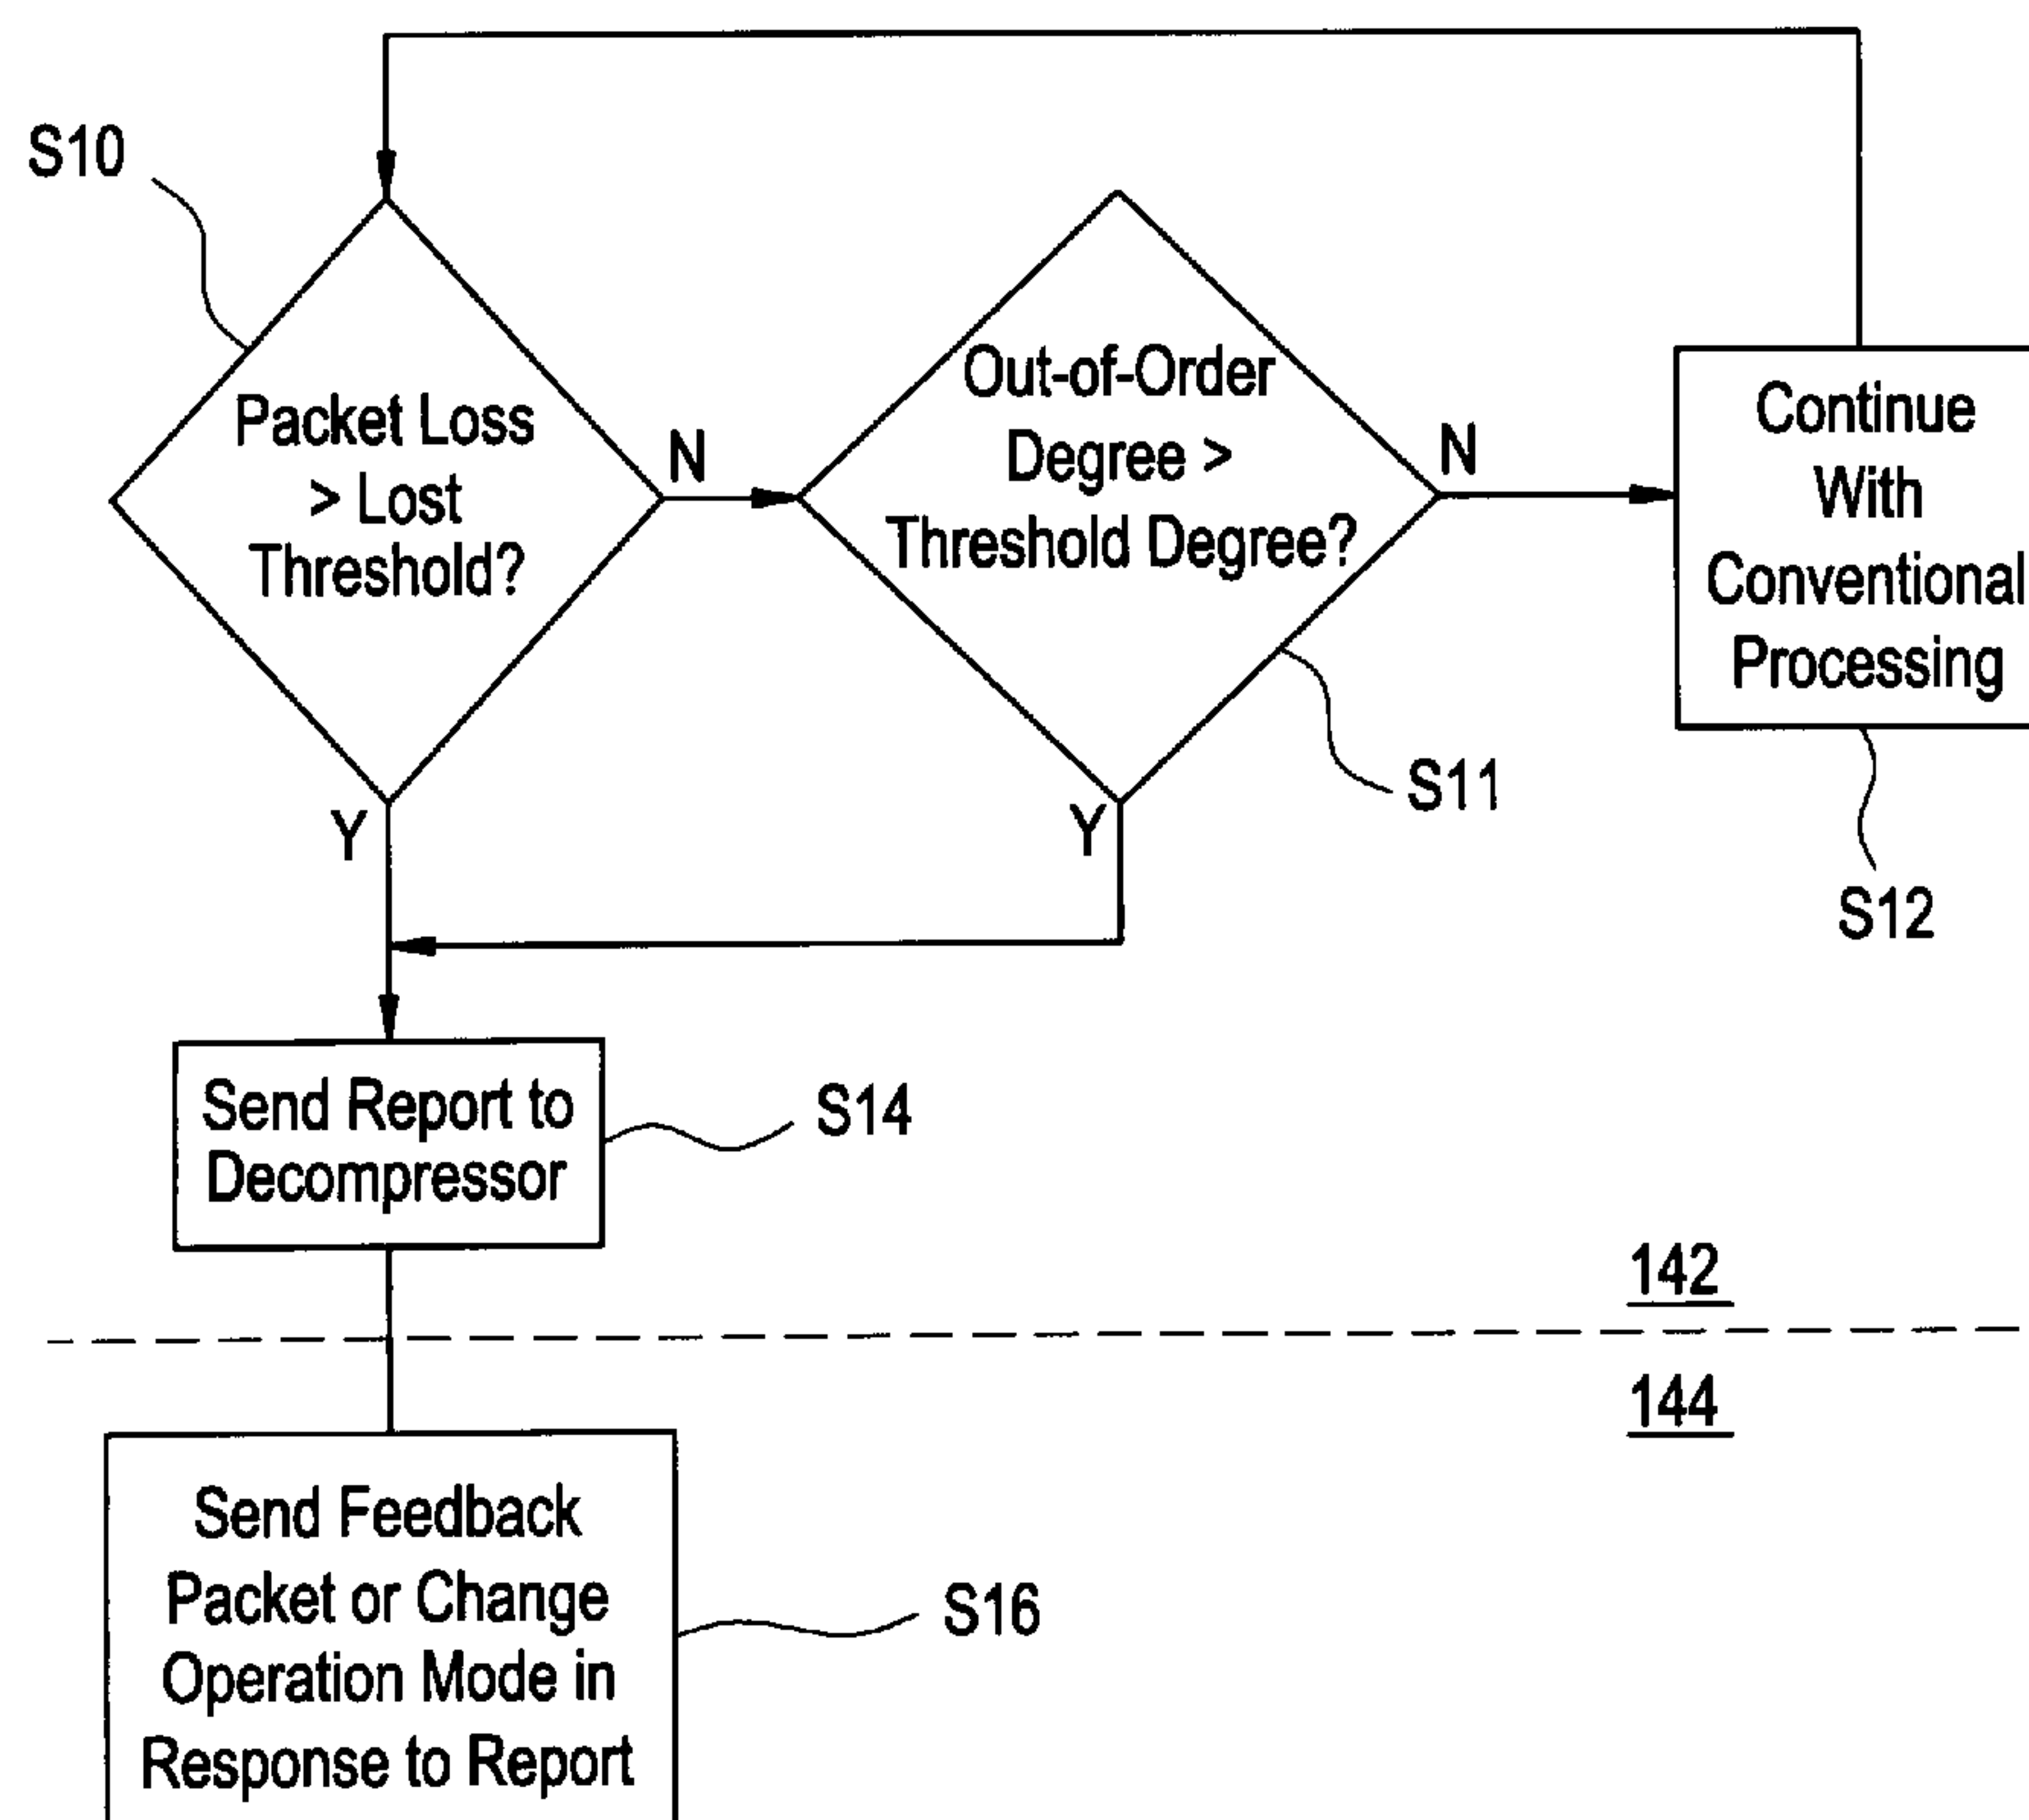 S10
Packet Loss
> Lost
Threshold?
N
Y
Out-of-Order
Degree >
Threshold Degree?
N
Y
S11
Continue
With
Conventional
Processing
S12
Send Report to
Decompressor
S14
142
144
Send Feedback
Packet or Change
Operation Mode in
Response to Report
S16